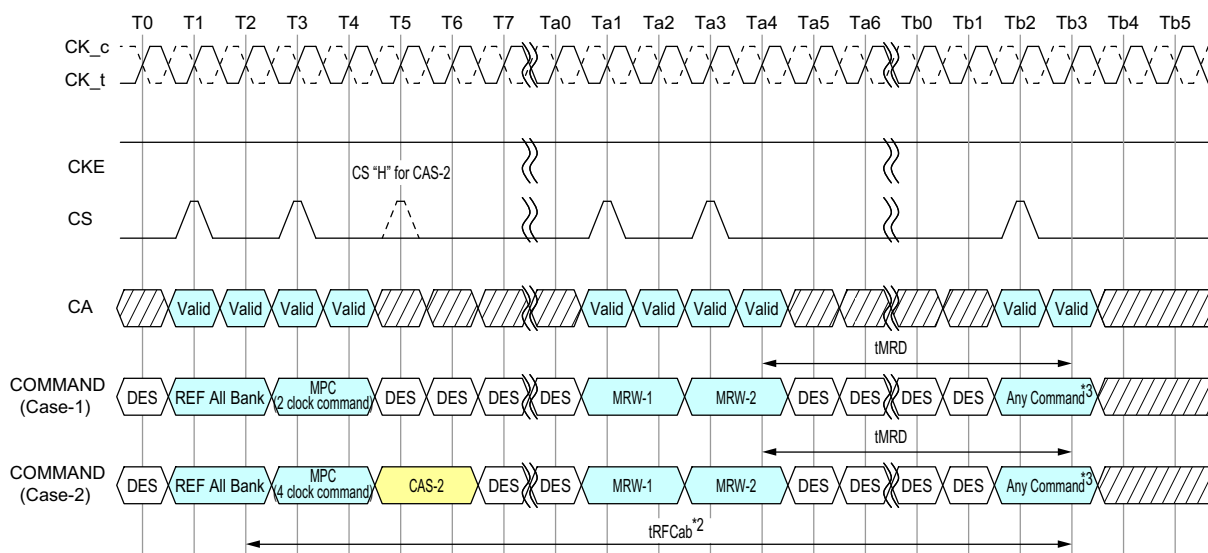 T0 T1 T2 T3 T4 T5 T6 T7 Ta0 Ta1 Ta2 Ta3 Ta4 Ta5 Ta6 Tb0 Tb1 Tb2 Tb3 Tb4 Tb5
CK_c
CK_t
CKE
CS "H" for CAS-2
CS
CA Valid Valid Valid Valid Valid Valid Valid Valid Valid Valid
tMRD
COMMAND
(Case-1)
DES REF All Bank MPC
(2 clock command) DES DES DES DES MRW-1 MRW-2 DES DES DES DES Any Command*3
tMRD
COMMAND
(Case-2)
DES REF All Bank MPC
(4 clock command) CAS-2 DES DES MRW-1 MRW-2 DES DES DES DES Any Command*3
tRFCab*2